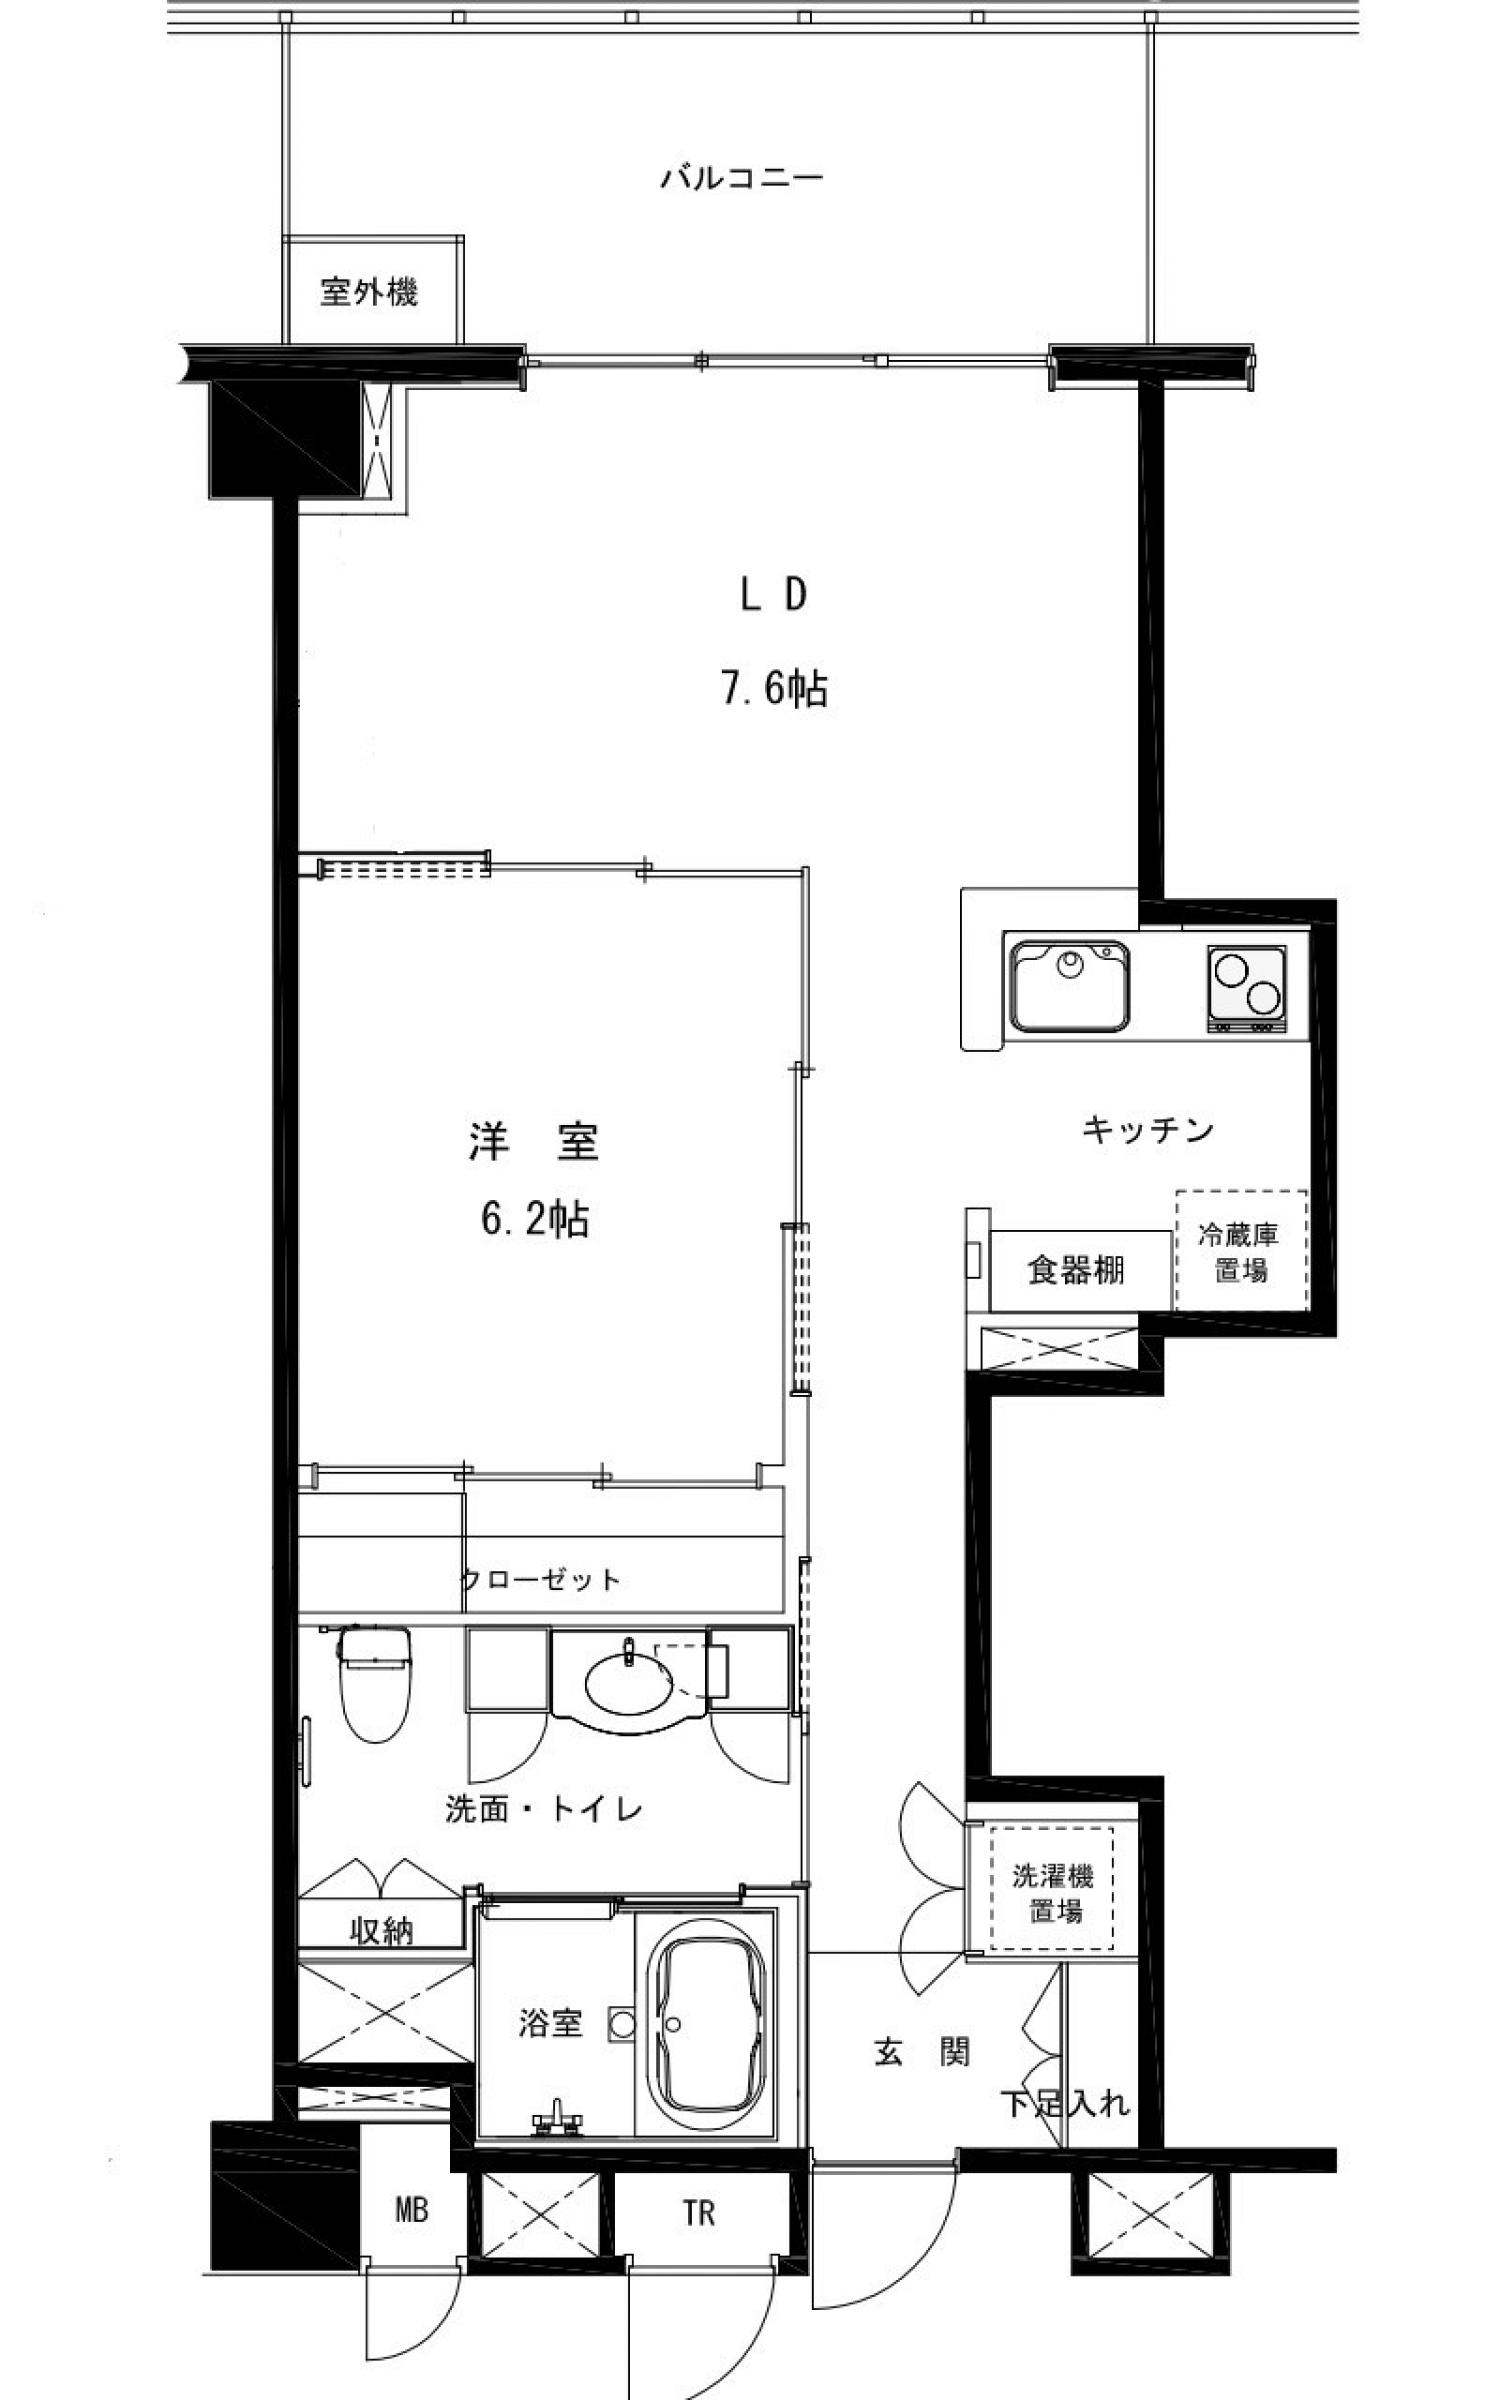 バルコニー
室外機
LD
7.6帖
洋 室
6.2帖
キッチン
冷蔵庫
置場
食器棚
クローゼット
洗面・トイレ
洗濯機
置場
収納
浴室
玄 関
下足入れ
MB
TR